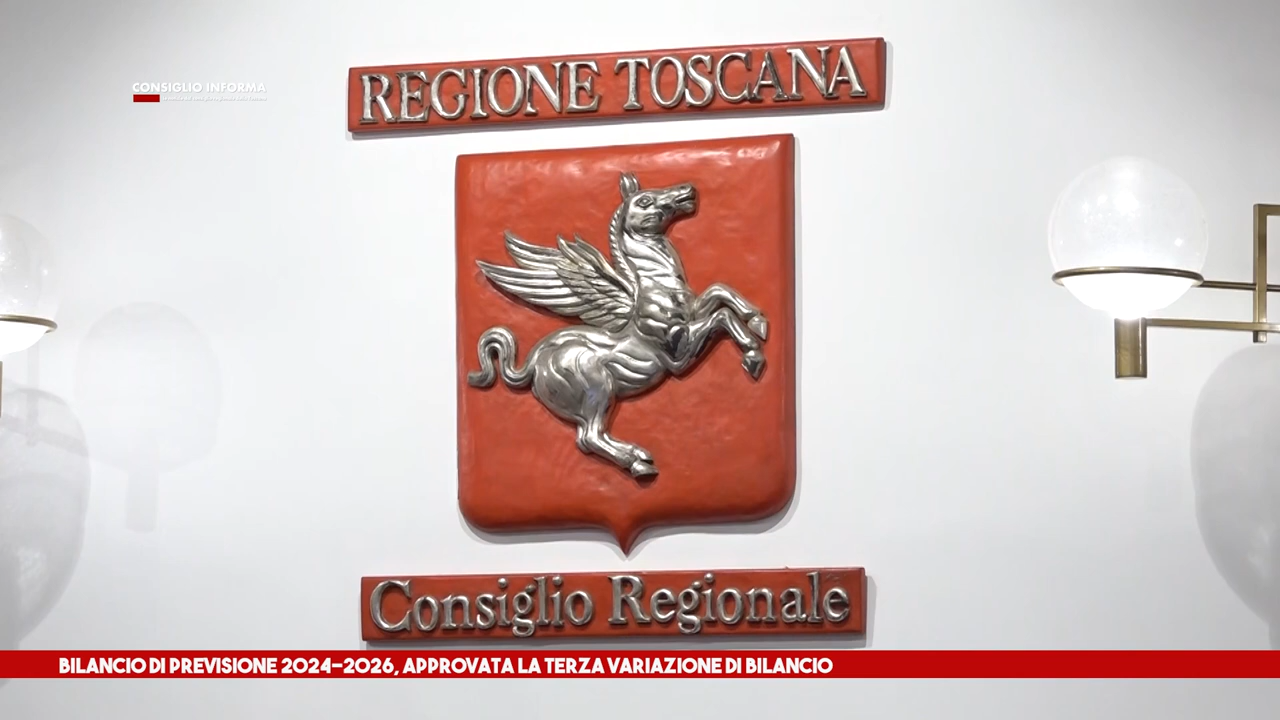 REGIONE TOSCANA
CONSIGLIO INFORMA
Consiglio Regionale
BILANCIO DI PREVISIONE 2024-2026, APPROVATA LA TERZA VARIAZIONE DI BILANCIO